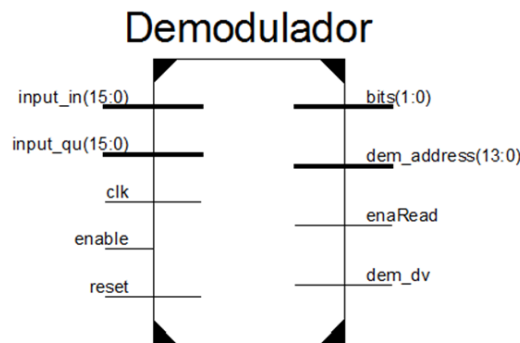 Demodulador
input_in(15:0)
input_qu(15:0)
clk
enable
reset
bits(1:0)
dem_address(13:0)
enaRead
dem_dv